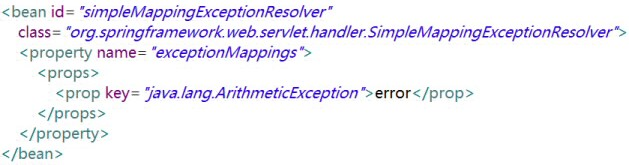 <bean id="simpleMappingExceptionResolver"
class="org.springframework.web.servlet.handler.SimpleMappingExceptionResolver">
<property name="exceptionMappings">
<props>
<prop key="java.lang.ArithmeticException">error</prop>
</props>
</property>
</bean>